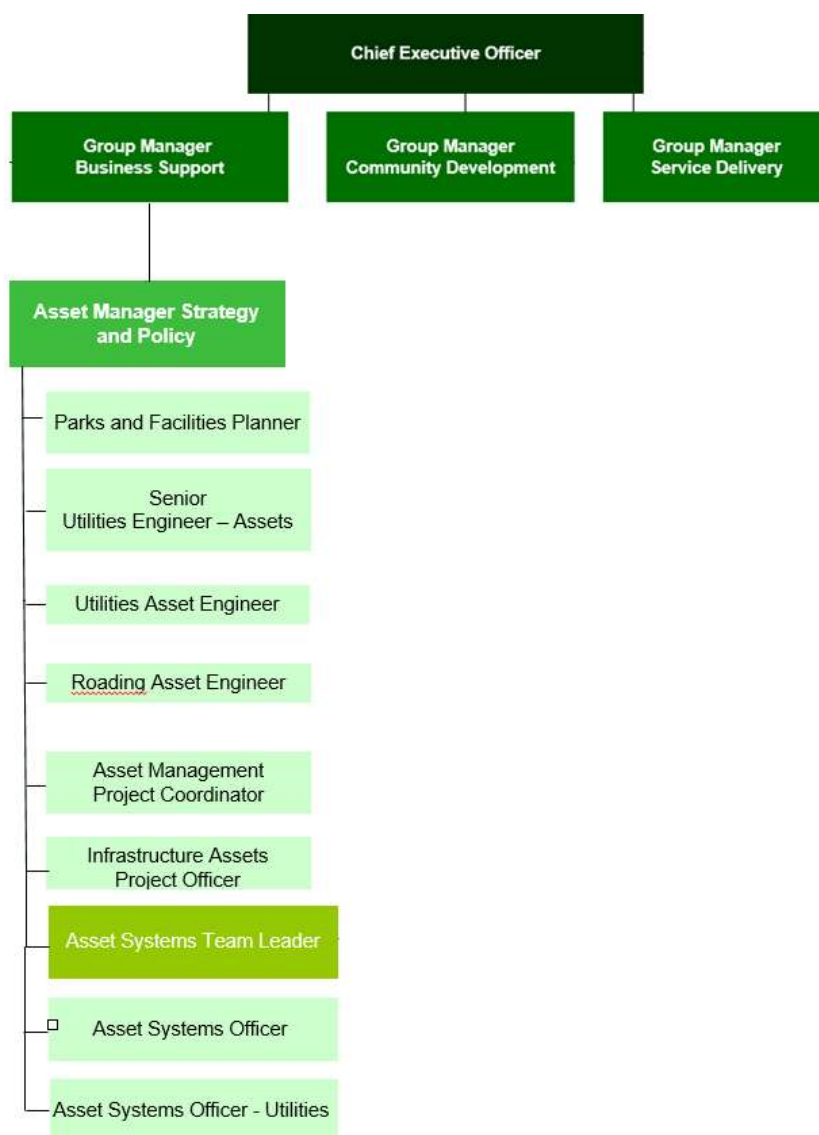 Chief Executive Officer
Group Manager
Business Support
Group Manager
Community Development
Group Manager
Service Delivery
Asset Manager Strategy
and Policy
Parks and Facilities Planner
Senior
Utilities Engineer – Assets
Utilities Asset Engineer
Roading Asset Engineer
Asset Management
Project Coordinator
Infrastructure Assets
Project Officer
Asset Systems Team Leader
Asset Systems Officer
Asset Systems Officer - Utilities